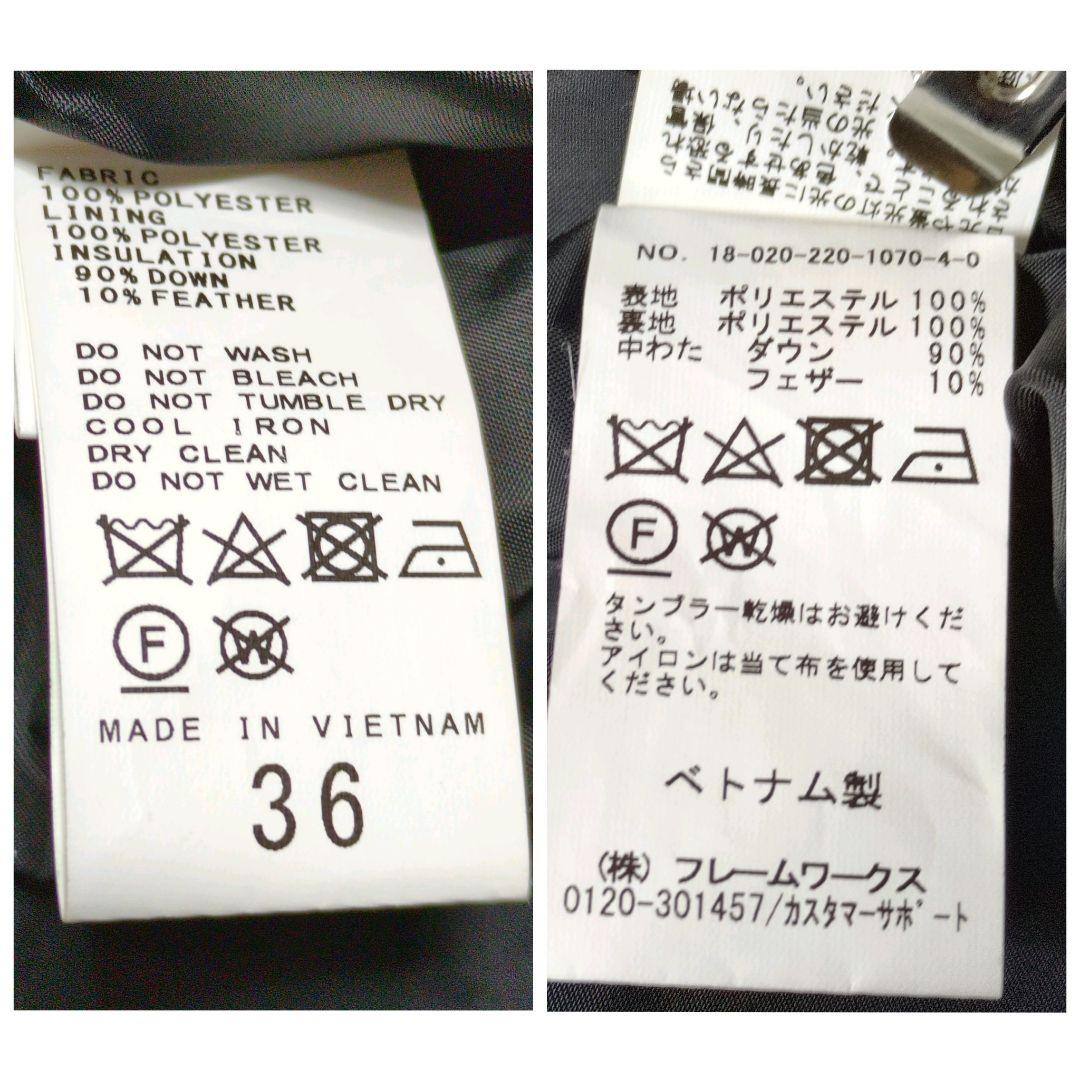 FABRIC
100% POLYESTER
LINING
100% POLYESTER
INSULATION
90% DOWN
10% FEATHER
DO NOT WASH
DO NOT BLEACH
DO NOT TUMBLE DRY
COOL IRON
DRY CLEAN
DO NOT WET CLEAN
F
W
MADE IN VIETNAM
36
NO. 18-020-220-1070-4-0
表地 ポリエステル 100%
裏地 ポリエステル 100%
中わた ダウン 90%
フェザー 10%
F
W
タンブラー乾燥はお避けくだ
さい。
アイロンは当て布を使用して
ください。
ベトナム製
(株) フレームワークス
0120-301457/カスタマーサポート